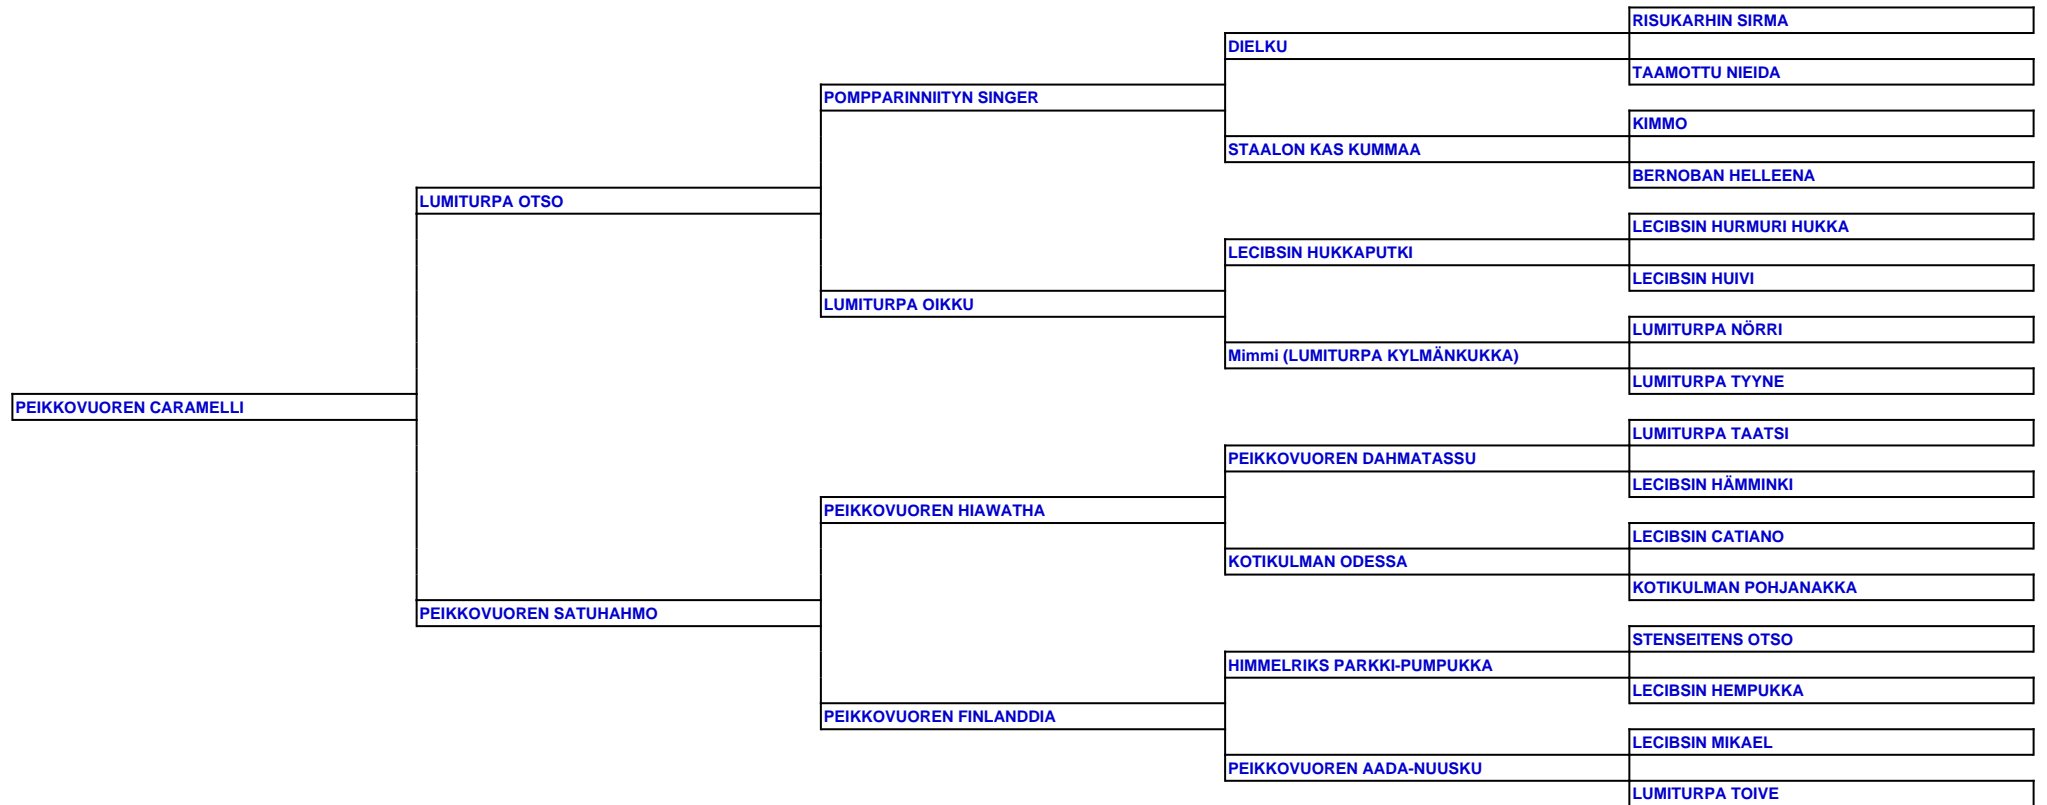 RISUKARHIN SIRMA
DIELKU
TAAMOTTU NIEIDA
POMPPARINNIITYN SINGER
KIMMO
STAALON KAS KUMMAA
BERNOBAN HELLEENA
LUMITURPA OTSO
LECIBSIN HURMURI HUKKA
LECIBSIN HUKKAPUTKI
LECIBSIN HUIVI
LUMITURPA OIKKU
LUMITURPA NÖRRI
Mimmi (LUMITURPA KYLMÄNKUKKA)
LUMITURPA TYYNE
PEIKKOVUOREN CARAMELLI
LUMITURPA TAATSI
PEIKKOVUOREN DAHMATASSU
LECIBSIN HÄMMINKI
PEIKKOVUOREN HIAWATHA
LECIBSIN CATIANO
KOTIKULMAN ODESSA
KOTIKULMAN POHJANAKKA
PEIKKOVUOREN SATUHAHMO
STENSEITENS OTSO
HIMMELRIKS PARKKI-PUMPUKKA
LECIBSIN HEMPUKKA
PEIKKOVUOREN FINLANDDIA
LECIBSIN MIKAEL
PEIKKOVUOREN AADA-NUUSKU
LUMITURPA TOIVE